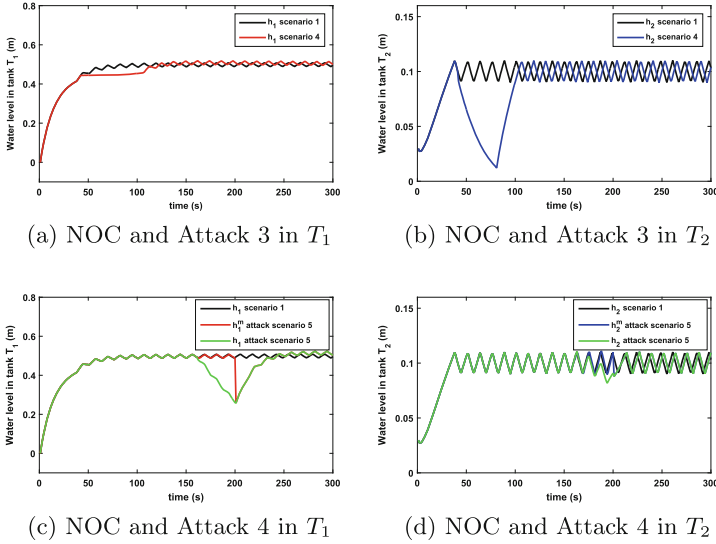 0.8
0.6
0.4
0.2
0
Water level in tank T1 (m)
h1 scenario 1
h1 scenario 4
0 50 100 150 200 250 300
time (s)
(a) NOC and Attack 3 in T1
0.15
0.1
0.05
0
Water level in tank T2 (m)
h2 scenario 1
h2 scenario 4
0 50 100 150 200 250 300
time (s)
(b) NOC and Attack 3 in T2
0.8
0.6
0.4
0.2
0
Water level in tank T1 (m)
h1 scenario 1
h1m attack scenario 5
h1 attack scenario 5
0 50 100 150 200 250 300
time (s)
(c) NOC and Attack 4 in T1
0.15
0.1
0.05
0
Water level in tank T2 (m)
h2 scenario 1
h2m attack scenario 5
h2 attack scenario 5
0 50 100 150 200 250 300
time (s)
(d) NOC and Attack 4 in T2